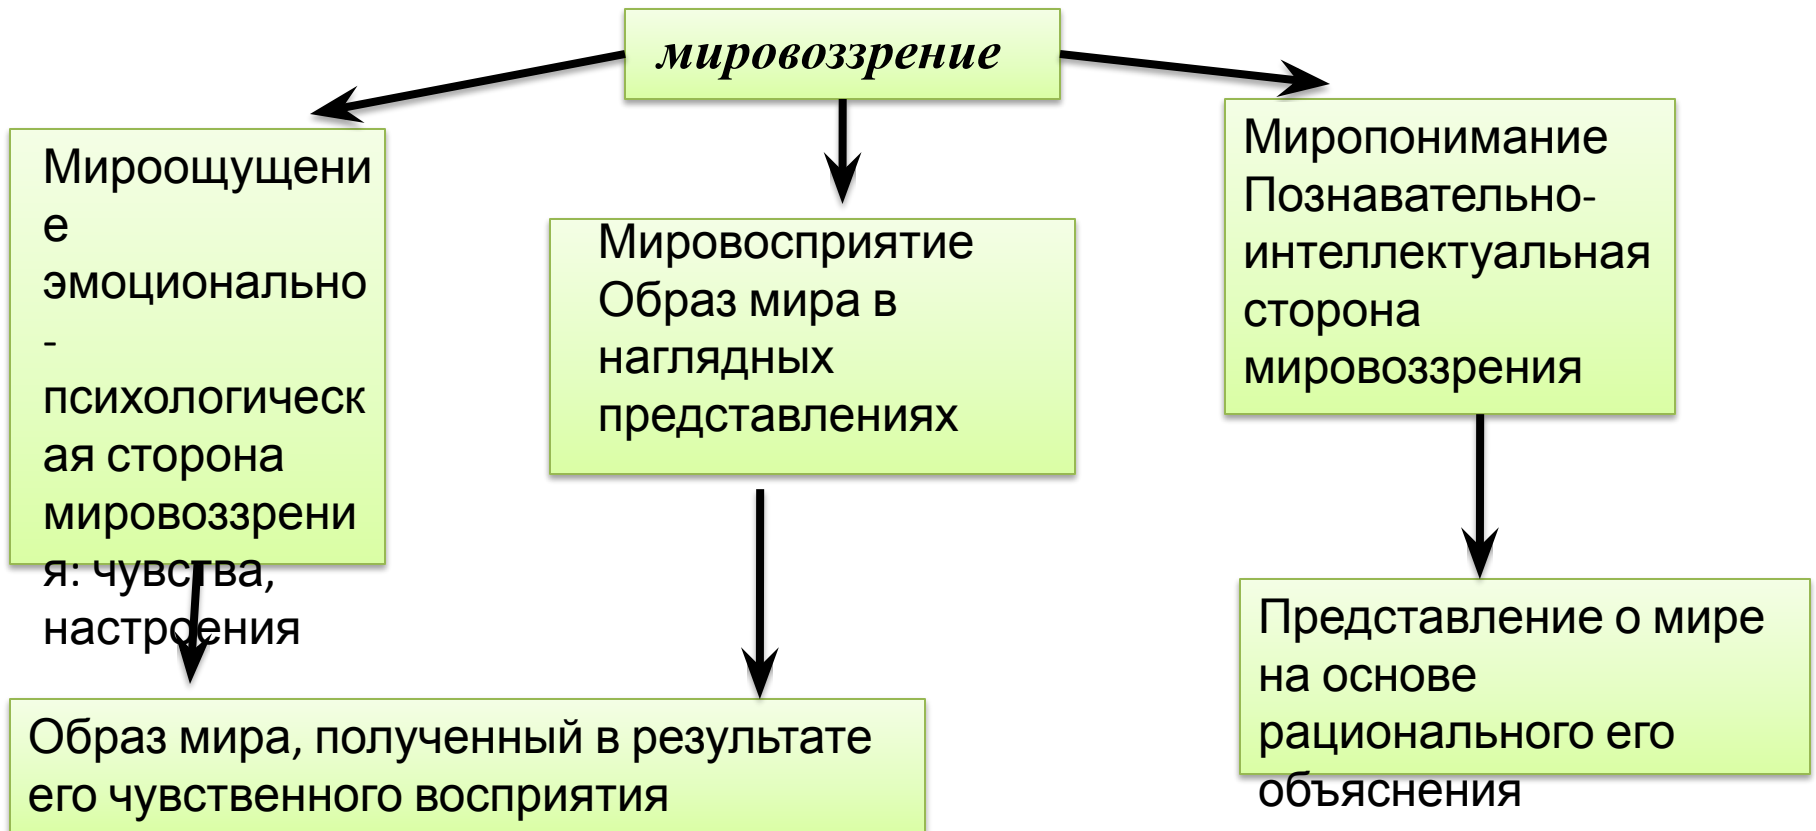 мировоззрение
Мироощущени
е
эмоционально
-
психологическ
ая сторона
мировоззрени
я: чувства,
настроения
Мировосприятие
Образ мира в
наглядных
представлениях
Миропонимание
Познавательно-
интеллектуальная
сторона
мировоззрения
Образ мира, полученный в результате
его чувственного восприятия
Представление о мире
на основе
рационального его
объяснения